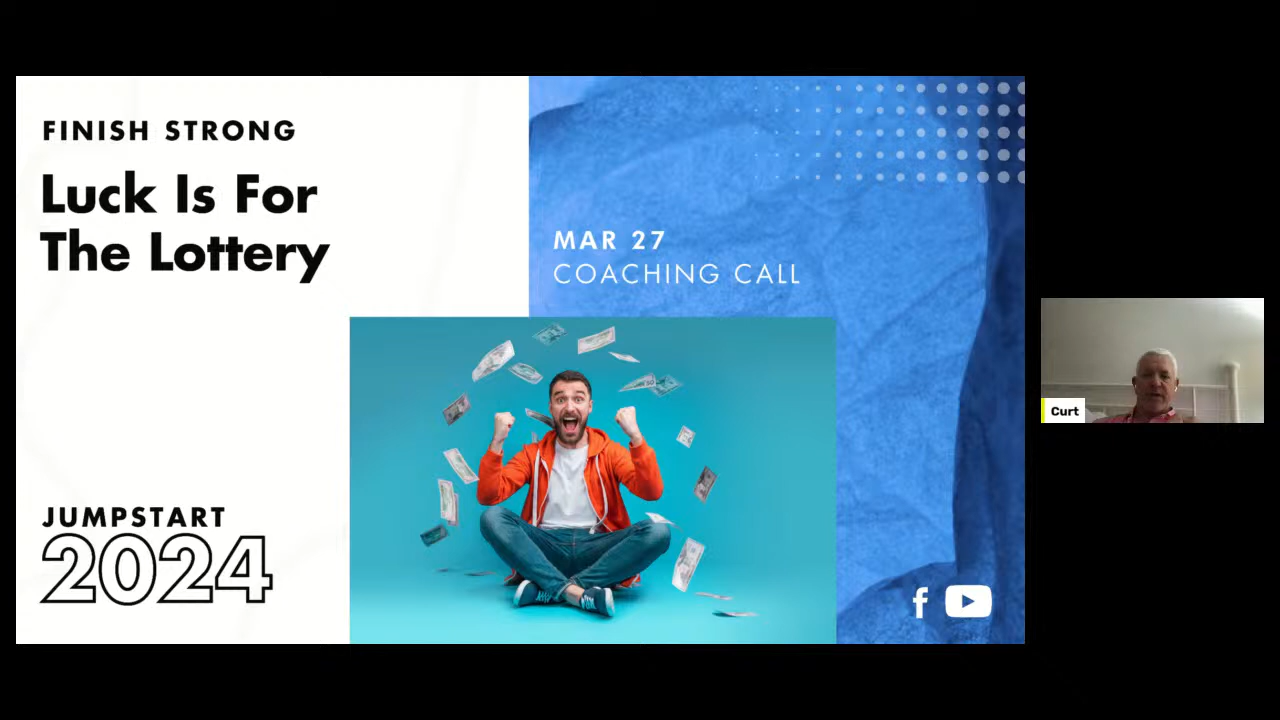 FINISH STRONG
Luck Is For
The Lottery
MAR 27
COACHING CALL
JUMPSTART
2024
Curt